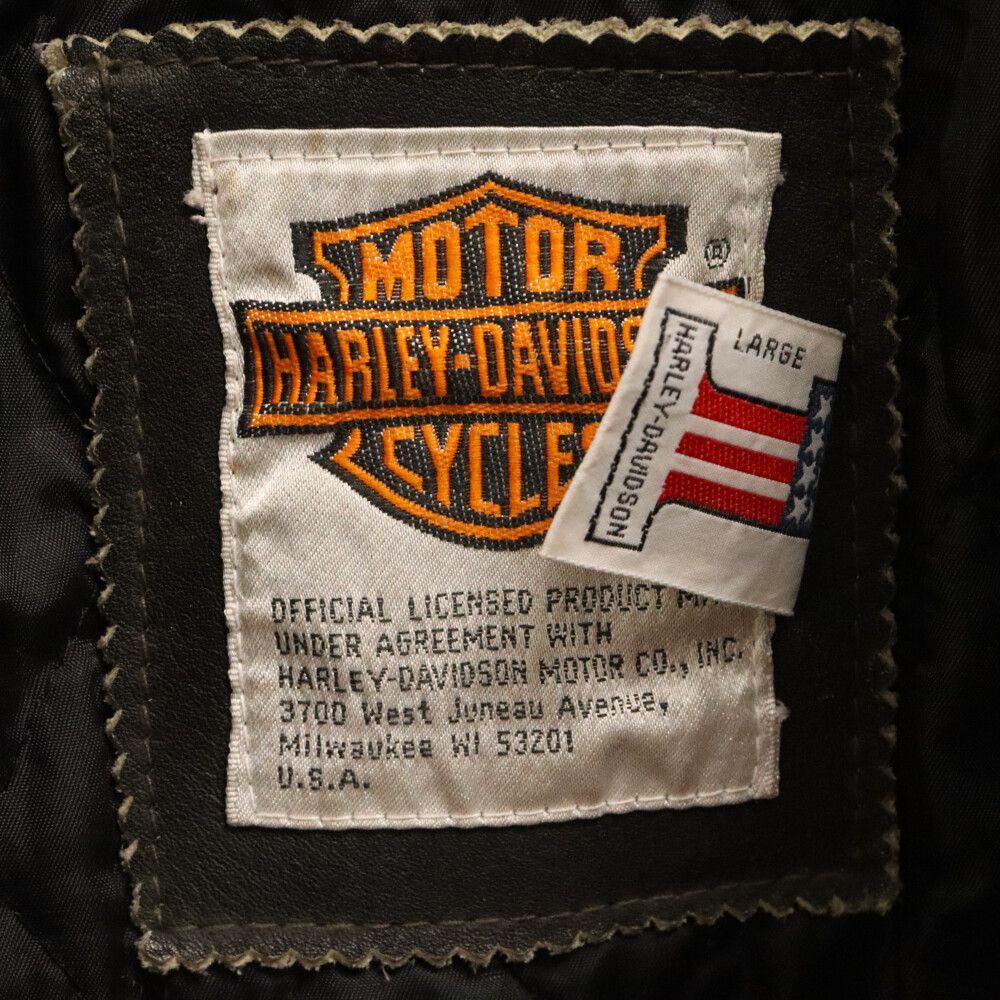 MOTOR
®
HARLEY-DAVIDS
CYCLES
LARGE
HARLEY-DAVIDSON
OFFICIAL LICENSED PRODUCT
UNDER AGREEMENT WITH
HARLEY-DAVIDSON MOTOR CO., INC.
3700 West Juneau Avenue,
Milwaukee WI 53201
U.S.A.